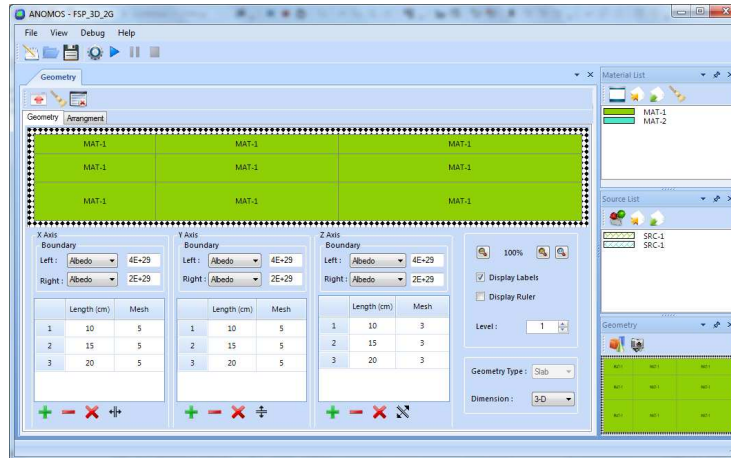 ANOMOS - FSP_3D_2G
File View Debug Help
Geometry
Geometry Arrangment
MAT-1 MAT-1 MAT-1
MAT-1 MAT-1 MAT-1
MAT-1 MAT-1 MAT-1
X Axis Y Axis Z Axis
Boundary Boundary Boundary
Left : Albedo 4E+29 Left : Albedo 4E+29 Left : Albedo 4E+29
Right : Albedo 2E+29 Right : Albedo 2E+29 Right : Albedo 2E+29
Length (cm) Mesh Length (cm) Mesh Length (cm) Mesh
1 10 5 1 10 5 1 10 3
2 15 5 2 15 5 2 15 3
3 20 5 3 20 5 3 20 3
100%
Display Labels
Display Ruler
Level : 1
Geometry Type : Slab
Dimension : 3-D
Material List
MAT-1
MAT-2
Source List
SRC-1
SRC-1
Geometry